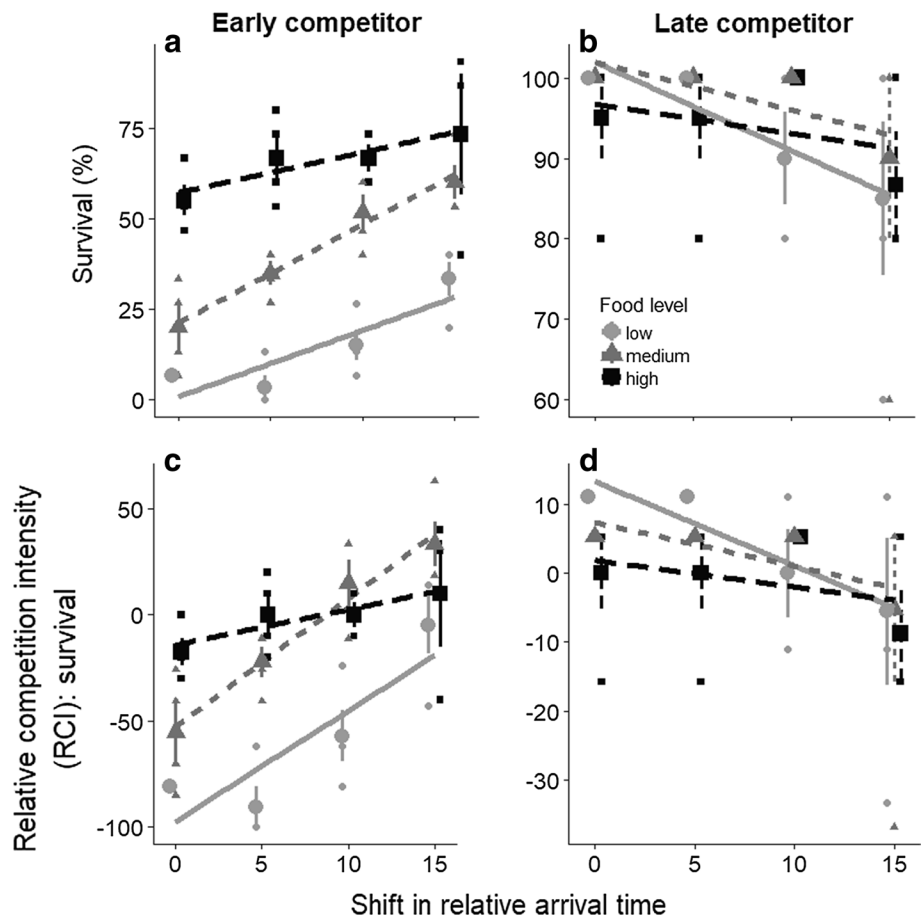 Early competitor
Late competitor
a
b
Survival (%)
75
50
25
0
100
90
80
70
60
Food level
low
medium
high
c
d
Relative competition intensity
(RCI): survival
50
0
-50
-100
10
0
-10
-20
-30
0 5 10 15
0 5 10 15
Shift in relative arrival time